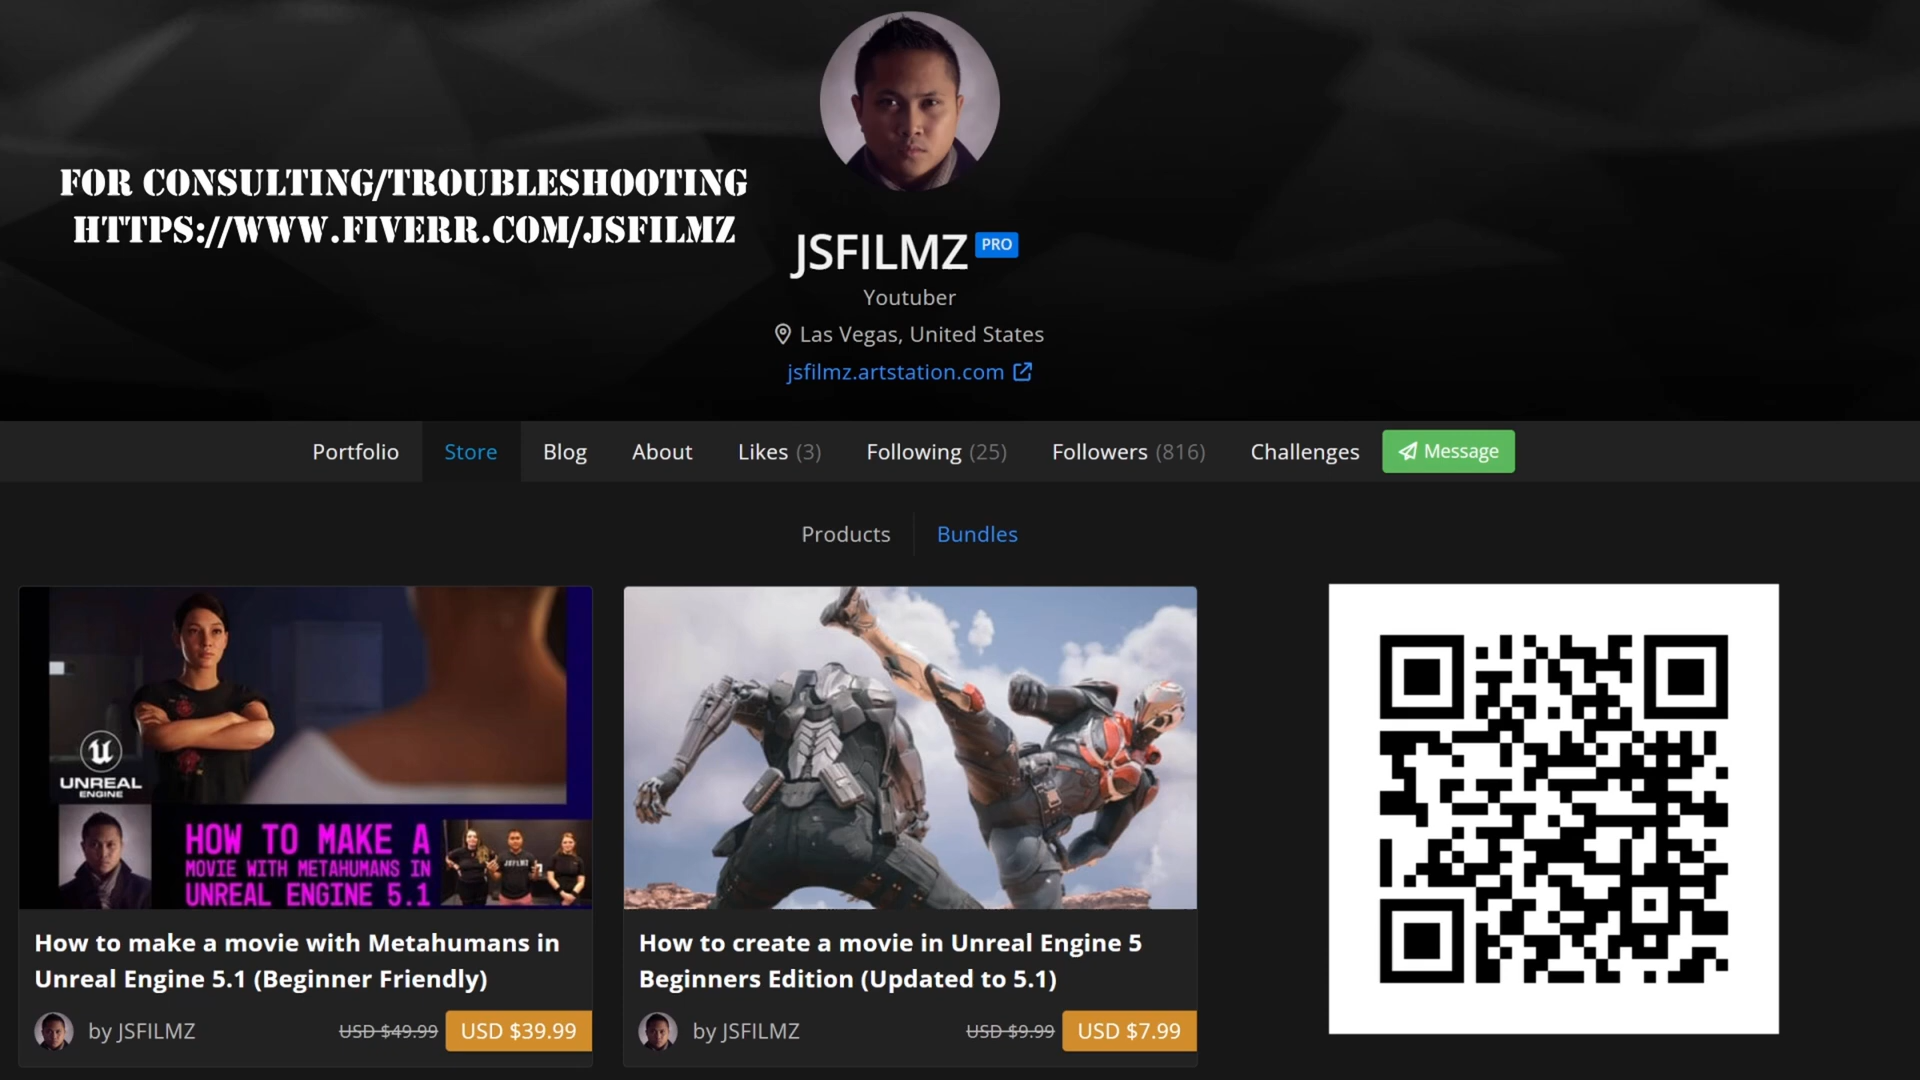 FOR CONSULTING/TROUBLESHOOTING
HTTPS://WWW.FIVERR.COM/JSFILMZ
JSFILMZ PRO
Youtuber
Las Vegas, United States
jsfilmz.artstation.com
Portfolio Store Blog About Likes (3) Following (25) Followers (816) Challenges Message
Products Bundles
UNREAL
ENGINE
HOW TO MAKE A
MOVIE WITH METAHUMANS IN
UNREAL ENGINE 5.1
JSFILMZ
How to make a movie with Metahumans in
Unreal Engine 5.1 (Beginner Friendly)
by JSFILMZ USD $49.99 USD $39.99
How to create a movie in Unreal Engine 5
Beginners Edition (Updated to 5.1)
by JSFILMZ USD $9.99 USD $7.99